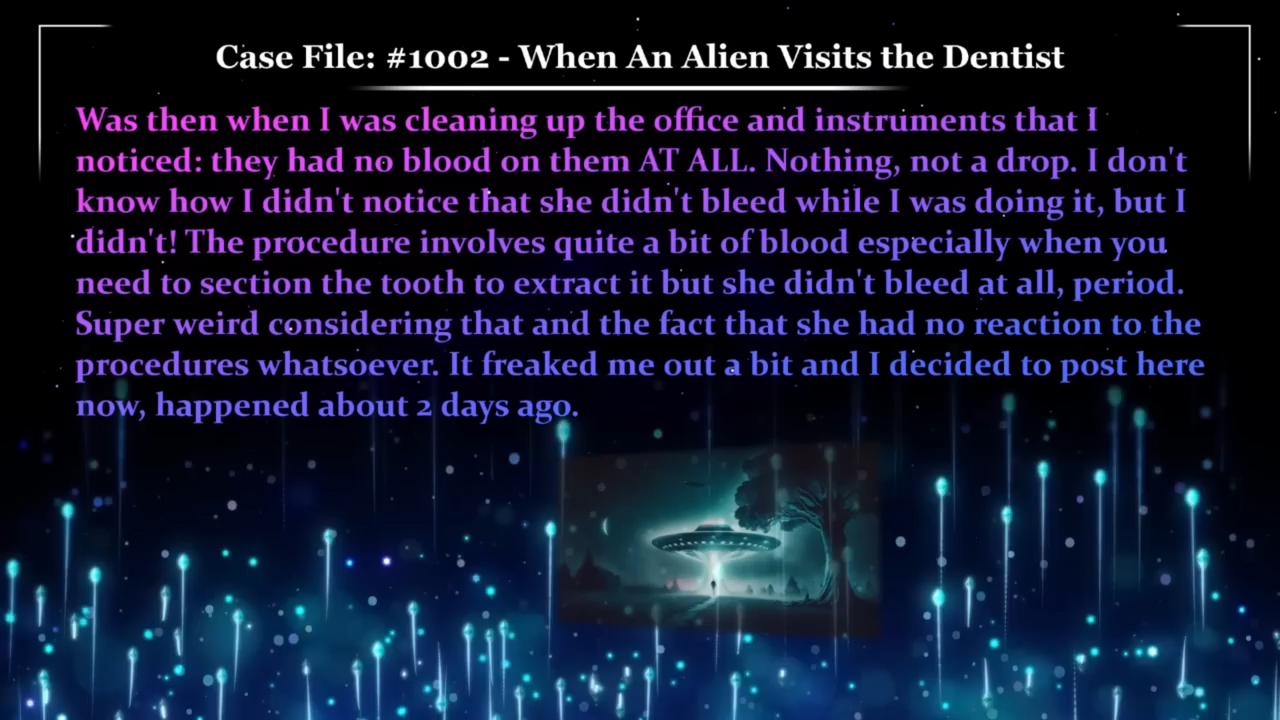 Case File: #1002 - When An Alien Visits the Dentist
Was then when I was cleaning up the office and instruments that I
noticed: they had no blood on them AT ALL. Nothing, not a drop. I don't
know how I didn't notice that she didn't bleed while I was doing it, but I
didn't! The procedure involves quite a bit of blood especially when you
need to section the tooth to extract it but she didn't bleed at all, period.
Super weird considering that and the fact that she had no reaction to the
procedures whatsoever. It freaked me out a bit and I decided to post here
now, happened about 2 days ago.